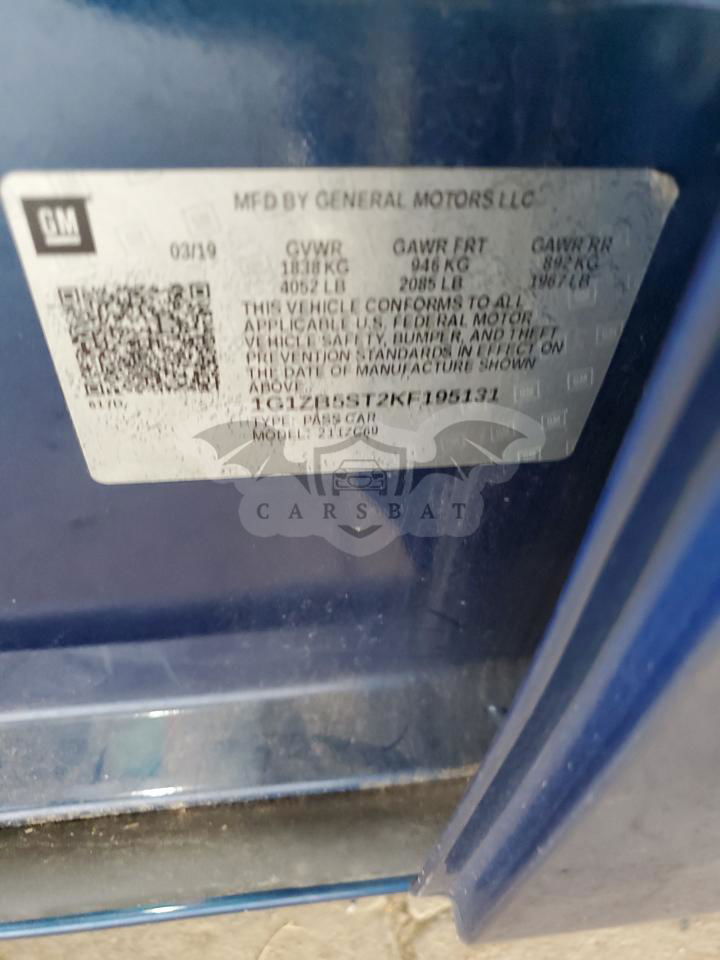 GM
MFD BY GENERAL MOTORS LLC
03/19 GVWR GAWR FRT GAWR RR
1838 KG 946 KG 892 KG
4052 LB 2085 LB 1967 LB
THIS VEHICLE CONFORMS TO ALL
APPLICABLE U.S. FEDERAL MOTOR
VEHICLE SAFETY, BUMPER, AND THEFT
PREVENTION STANDARDS IN EFFECT ON
THE DATE OF MANUFACTURE SHOWN
ABOVE.
1G1ZB5ST2KF195131
TYPE: PASS CAR
MODEL: 
CARSBAT